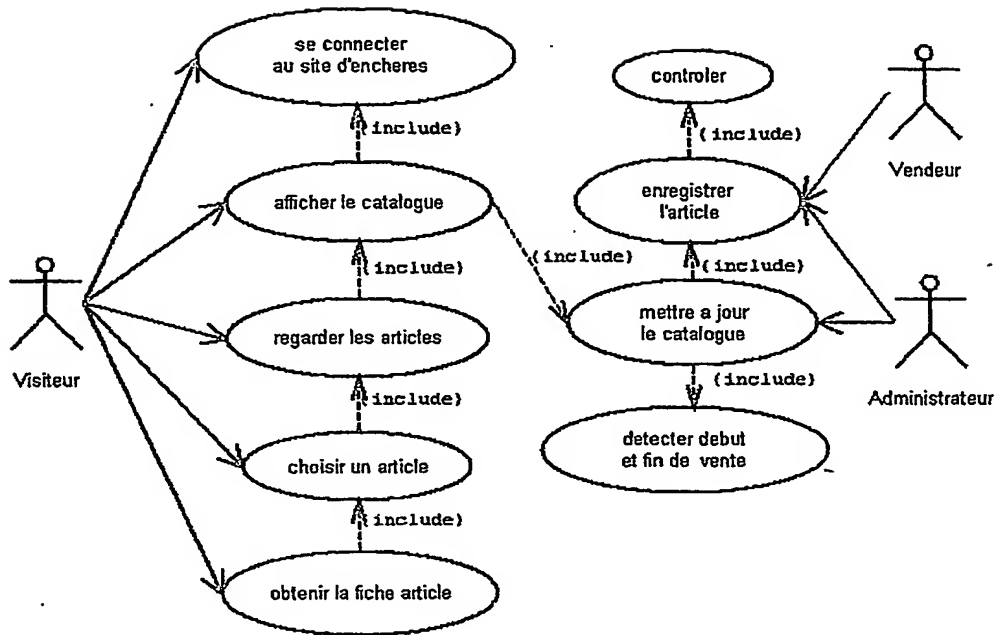 se connecter
au site d'encheres
controler
{include}
{include}
Vendeur
afficher le catalogue
enregistrer
l'article
{include}
{include}
{include}
Visiteur
regarder les articles
mettre a jour
le catalogue
Administrateur
{include}
{include}
choisir un article
detecter debut
et fin de vente
{include}
obtenir la fiche article